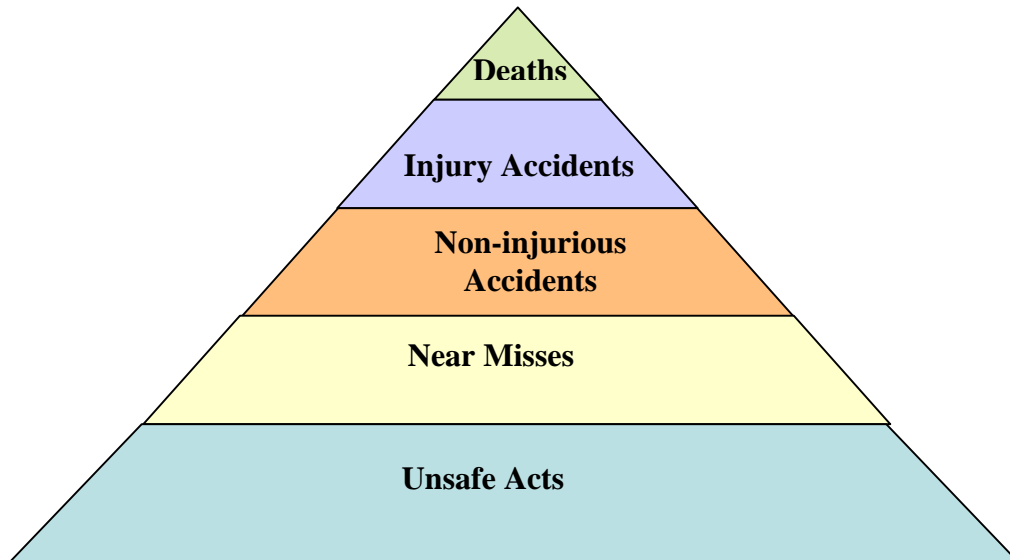 Deaths
Injury Accidents
Non-injurious
Accidents
Near Misses
Unsafe Acts